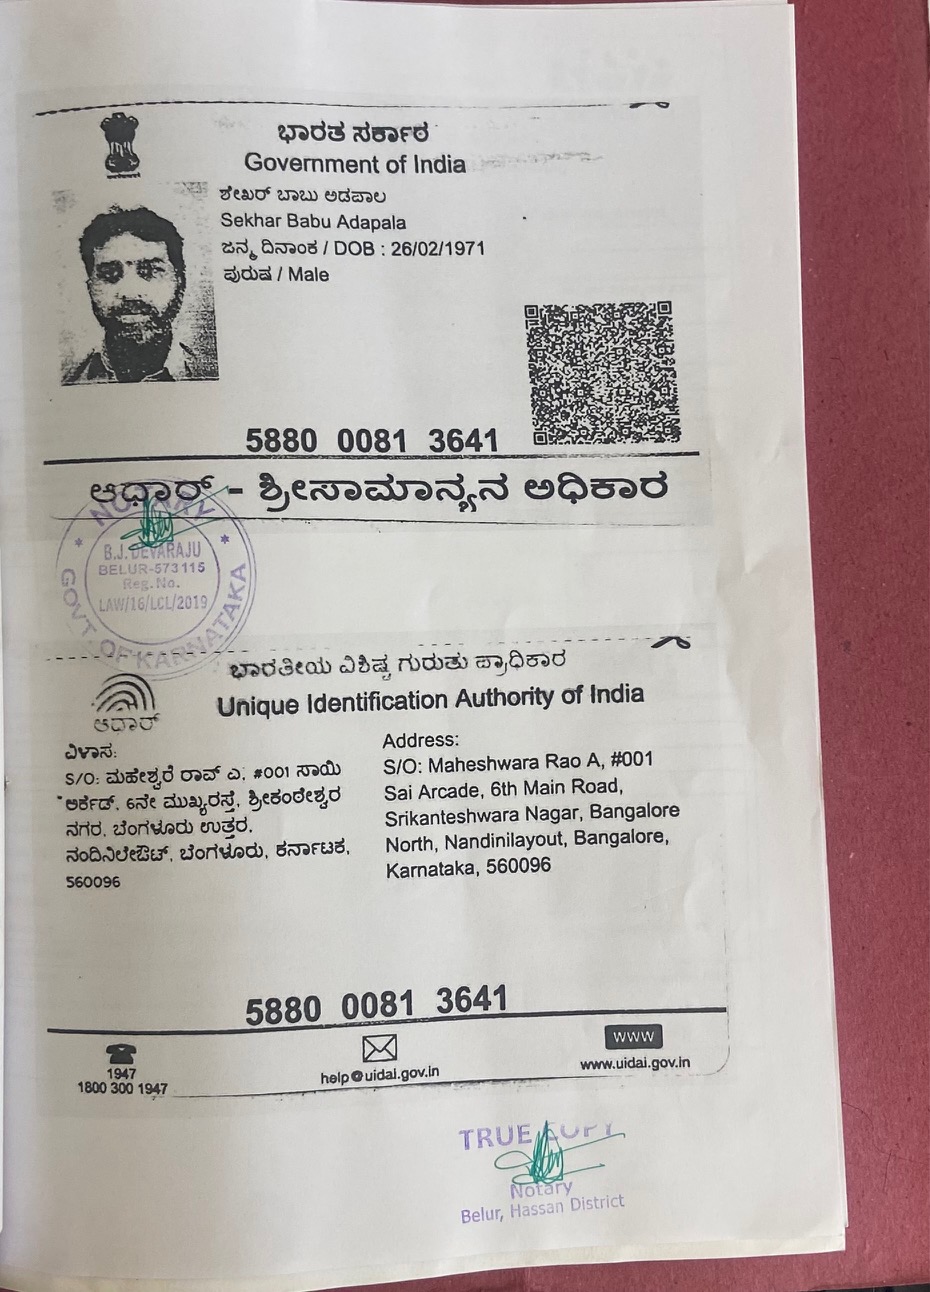 ಭಾರತ ಸರ್ಕಾರ
Government of India
ಶೇಖರ್ ಬಾಬು ಅಡಪಾಲ
Sekhar Babu Adapala
ಜನ್ಮ ದಿನಾಂಕ / DOB : 26/02/1971
ಪುರುಷ / Male
5880 0081 3641
ಆಧಾರ್ - ಶ್ರೀಸಾಮಾನ್ಯನ ಅಧಿಕಾರ
NOTARY
B.J. DEVARAJU
BELUR-573115
Reg.No.
LAW/16/LCL/2019
GOVT OF KARNATAKA
ಭಾರತೀಯ ವಿಶಿಷ್ಟ ಗುರುತು ಪ್ರಾಧಿಕಾರ
Unique Identification Authority of India
ಆಧಾರ್
ವಿಳಾಸ:
S/O: ಮಹೇಶ್ವರೆ ರಾವ್ ಎ, #001 ಸಾಯಿ
ಆರ್ಕೆಡ್, 6ನೇ ಮುಖ್ಯರಸ್ತೆ, ಶ್ರೀಕಂಠೇಶ್ವರ
ನಗರ, ಬೆಂಗಳೂರು ಉತ್ತರ,
ನಂದಿನಿಲೇಔಟ್, ಬೆಂಗಳೂರು, ಕರ್ನಾಟಕ,
560096
Address:
S/O: Maheshwara Rao A, #001
Sai Arcade, 6th Main Road,
Srikanteshwara Nagar, Bangalore
North, Nandinilayout, Bangalore,
Karnataka, 560096
5880 0081 3641
1947
1800 300 1947
help@uidai.gov.in
www
www.uidai.gov.in
TRUE COPY
Notary
Belur, Hassan District